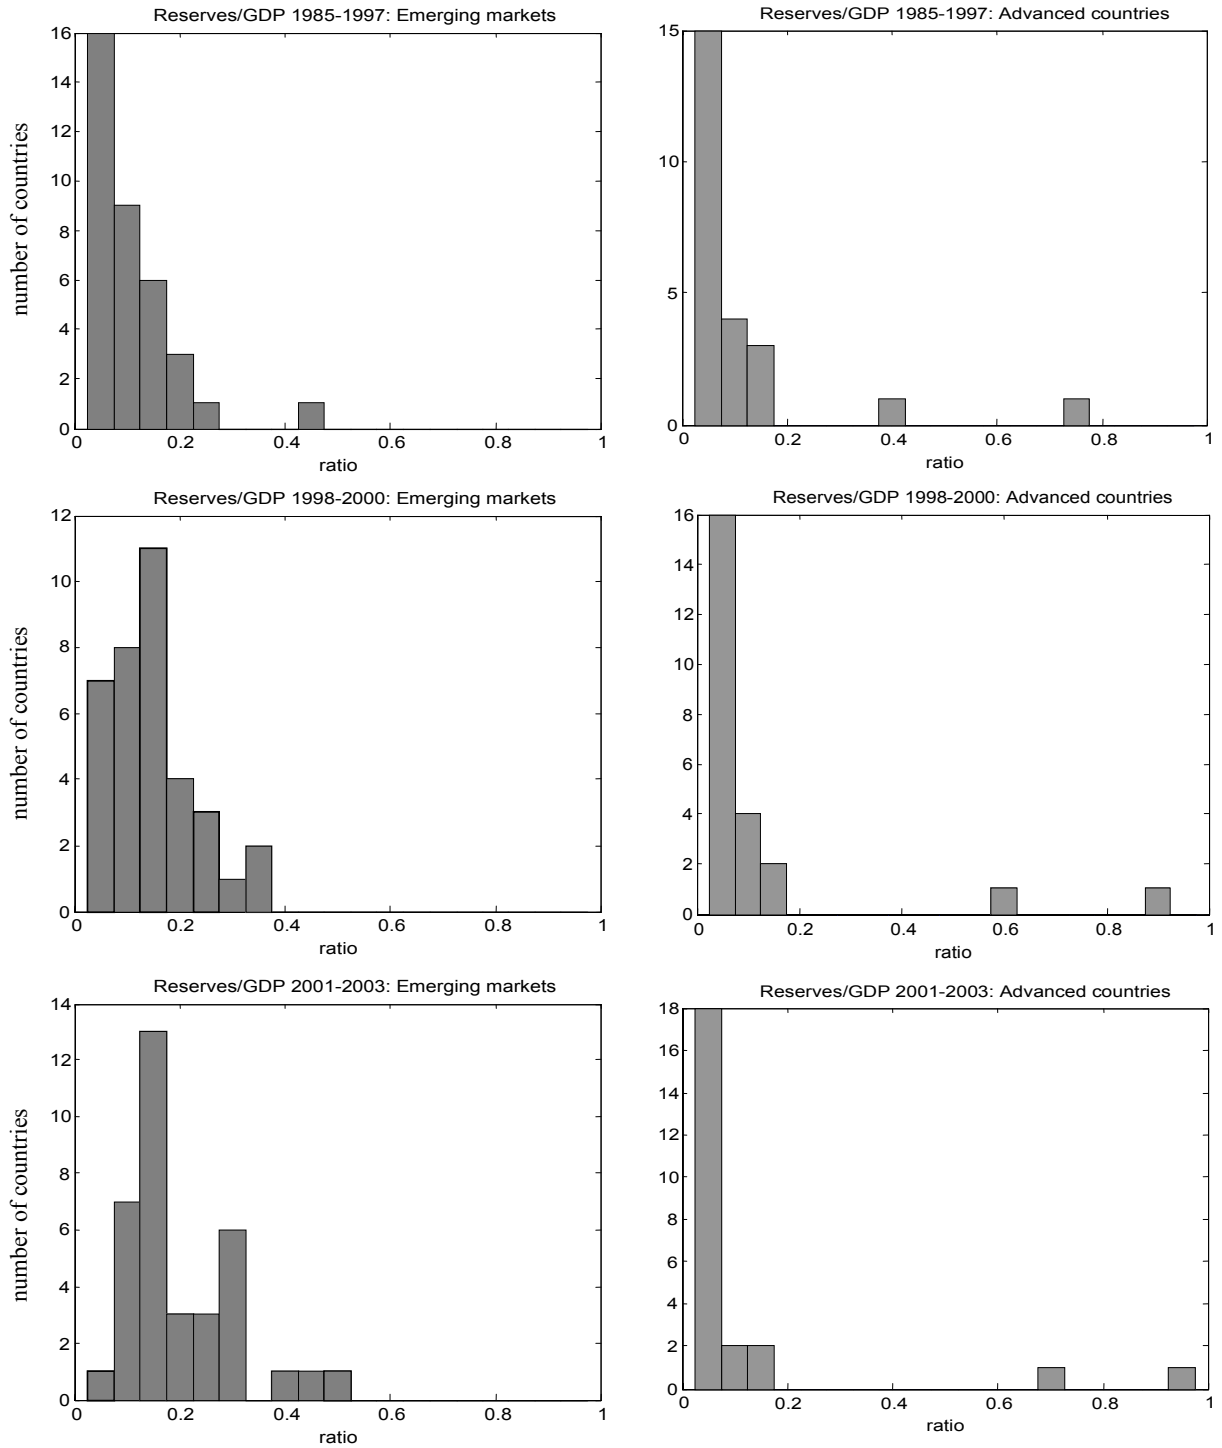 Reserves/GDP 1985-1997: Emerging markets
number of countries
16
14
12
10
8
6
4
2
0
0 0.2 0.4 0.6 0.8 1
ratio
Reserves/GDP 1985-1997: Advanced countries
15
10
5
0
0 0.2 0.4 0.6 0.8 1
ratio
Reserves/GDP 1998-2000: Emerging markets
number of countries
12
10
8
6
4
2
0
0 0.2 0.4 0.6 0.8 1
ratio
Reserves/GDP 1998-2000: Advanced countries
16
14
12
10
8
6
4
2
0
0 0.2 0.4 0.6 0.8 1
ratio
Reserves/GDP 2001-2003: Emerging markets
number of countries
14
12
10
8
6
4
2
0
0 0.2 0.4 0.6 0.8 1
ratio
Reserves/GDP 2001-2003: Advanced countries
18
16
14
12
10
8
6
4
2
0
0 0.2 0.4 0.6 0.8 1
ratio